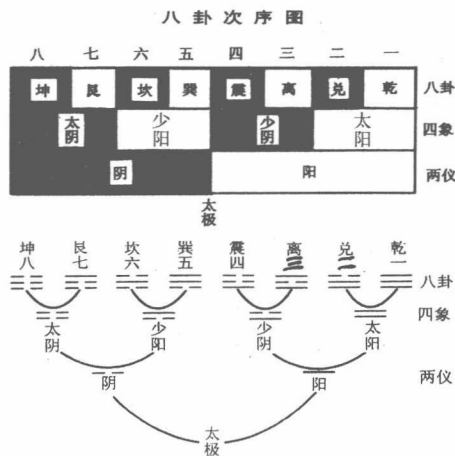 八卦次序图
八 七 六 五 四 三 二 一
坤 艮 坎 巽 震 离 兑 乾 八卦
太阴 少阳 少阴 太阳 四象
阴 阳 两仪
太极
坤八 艮七 坎六 巽五 震四 离三 兑二 乾一 八卦
太阴 少阳 少阴 太阳 四象
阴 阳 两仪
太极